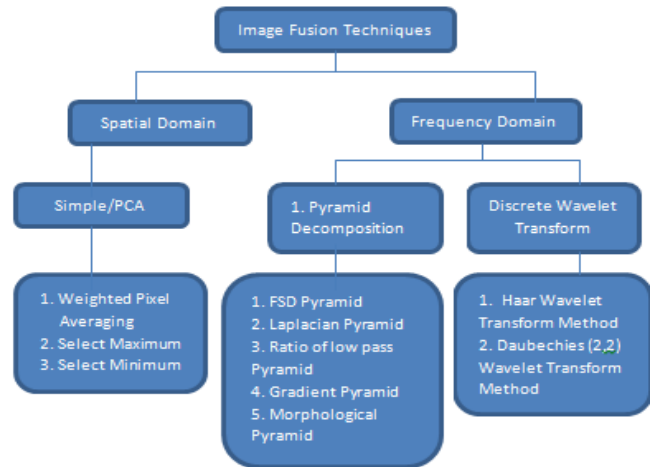 Image Fusion Techniques
Spatial Domain
Frequency Domain
Simple/PCA
1. Pyramid
Decomposition
Discrete Wavelet
Transform
1. Weighted Pixel
Averaging
2. Select Maximum
3. Select Minimum
1. FSD Pyramid
2. Laplacian Pyramid
3. Ratio of low pass
Pyramid
4. Gradient Pyramid
5. Morphological
Pyramid
1. Haar Wavelet
Transform Method
2. Daubechies (2,2)
Wavelet Transform
Method